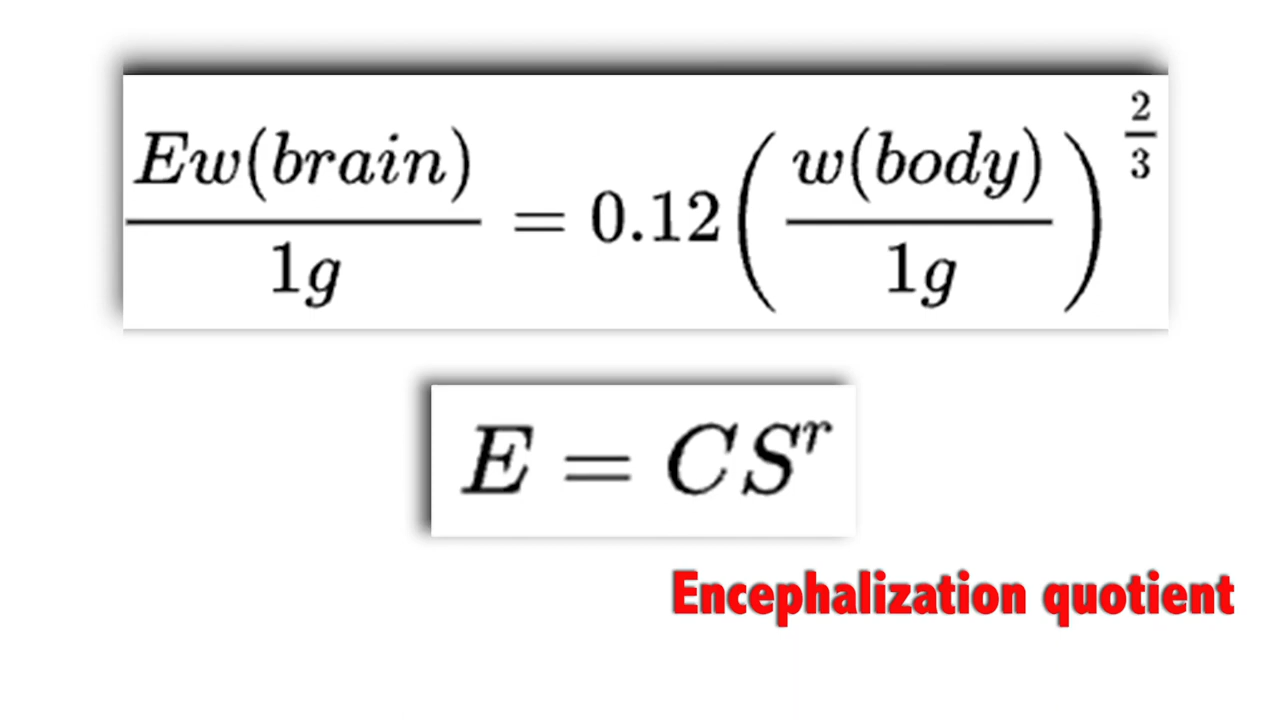 Ew(brain)/1g = 0.12(w(body)/1g)^(2/3)
E = CS^r
Encephalization quotient